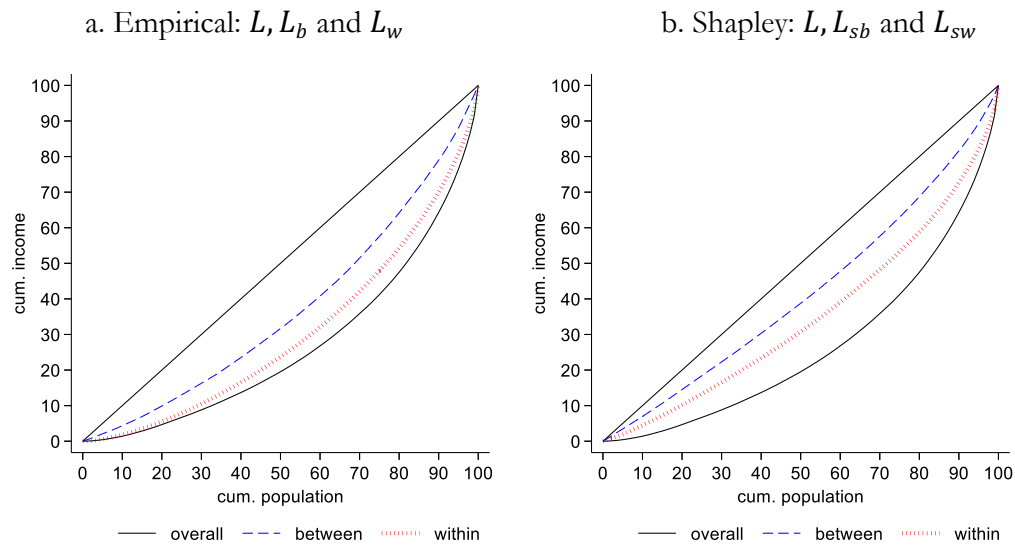 a. Empirical: L, L_b and L_w
100
90
80
70
60
50
40
30
20
10
0
cum. income
0 10 20 30 40 50 60 70 80 90 100
cum. population
overall between within
b. Shapley: L, L_sb and L_sw
100
90
80
70
60
50
40
30
20
10
0
cum. income
0 10 20 30 40 50 60 70 80 90 100
cum. population
overall between within